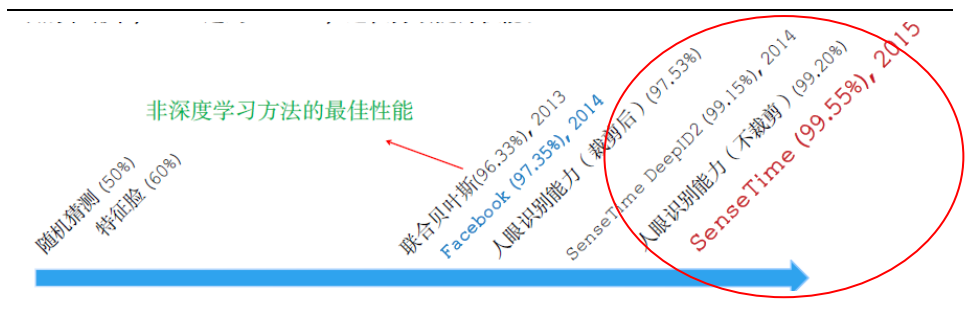 非深度学习方法的最佳性能
随机猜测 (50%)
特征脸 (60%)
联合贝叶斯(96.33%), 2013
Facebook (97.35%), 2014
人眼识别能力（裁剪后）(97.53%)
SenseTime DeepID2 (99.15%), 2014
人眼识别能力（不裁剪）(99.20%)
SenseTime (99.55%), 2015